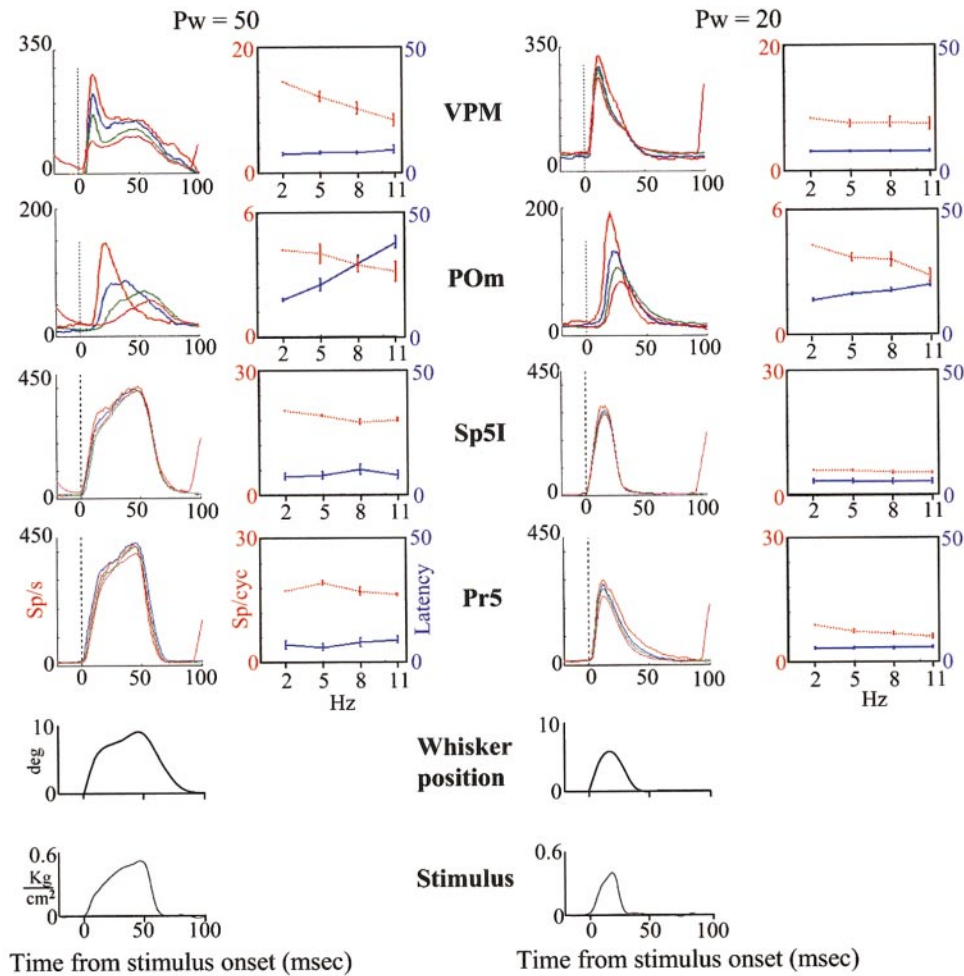 Pw = 50 Pw = 20
350 20 50 350 20 50
VPM
0 0 0 0 0 0
0 50 100 2 5 8 11 0 50 100 2 5 8 11
200 6 50 200 6 50
POm
0 0 0 0 0 0
0 50 100 2 5 8 11 0 50 100 2 5 8 11
450 30 50 450 30 50
Sp5I
0 0 0 0 0 0
0 50 100 2 5 8 11 0 50 100 2 5 8 11
450 30 50 450 30 50
Sp/s Sp/cyc Latency Pr5
0 0 0 0 0 0
0 50 100 2 5 8 11 0 50 100 2 5 8 11
Hz Hz
10 10
deg Whisker
position
0 0
0 50 100 0 50 100
0.6 0.6
Kg
cm2 Stimulus
0 0
0 50 100 0 50 100
Time from stimulus onset (msec) Time from stimulus onset (msec)